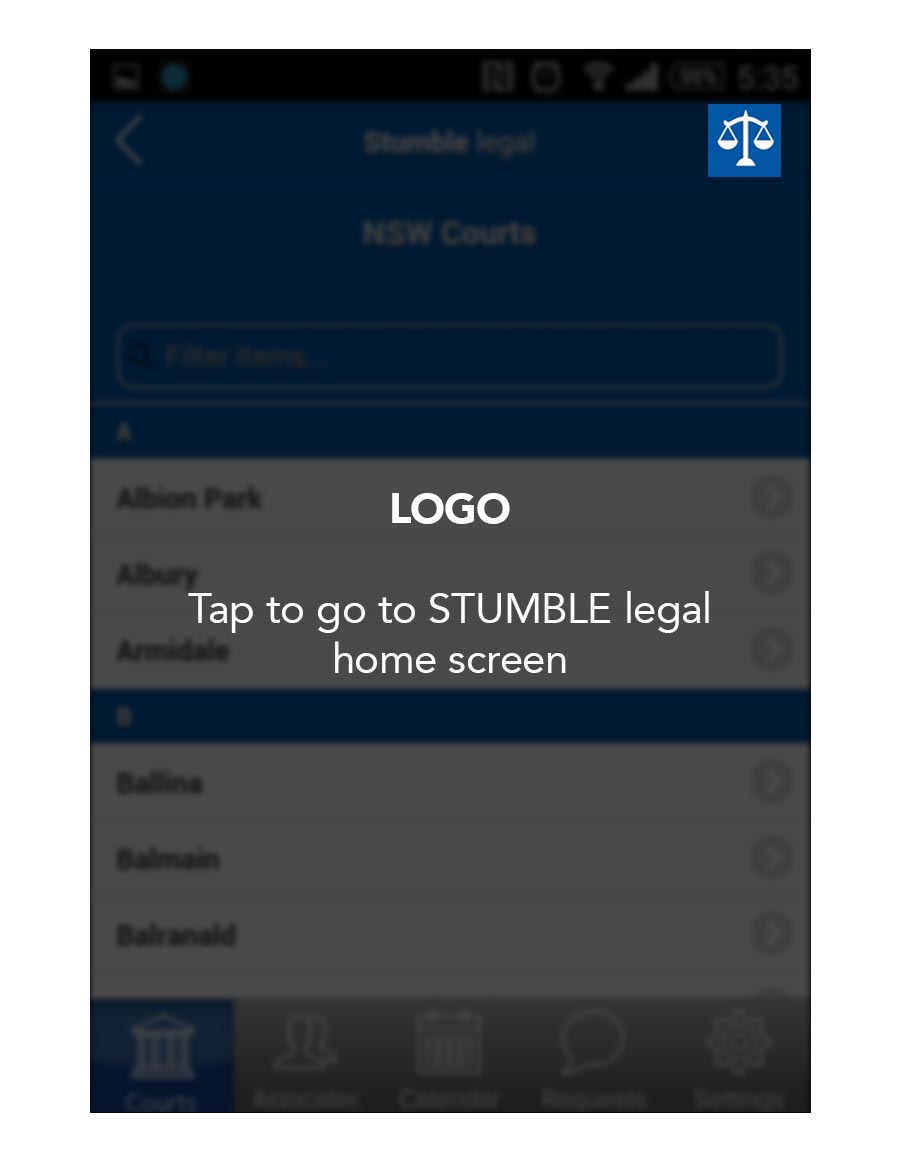 98% 5:35
Stumble legal
NSW Courts
Filter items...
A
Albion Park
LOGO
Albury
Tap to go to STUMBLE legal
Armidale
home screen
B
Ballina
Balmain
Balranald
Courts Associates Calendar Requests Settings